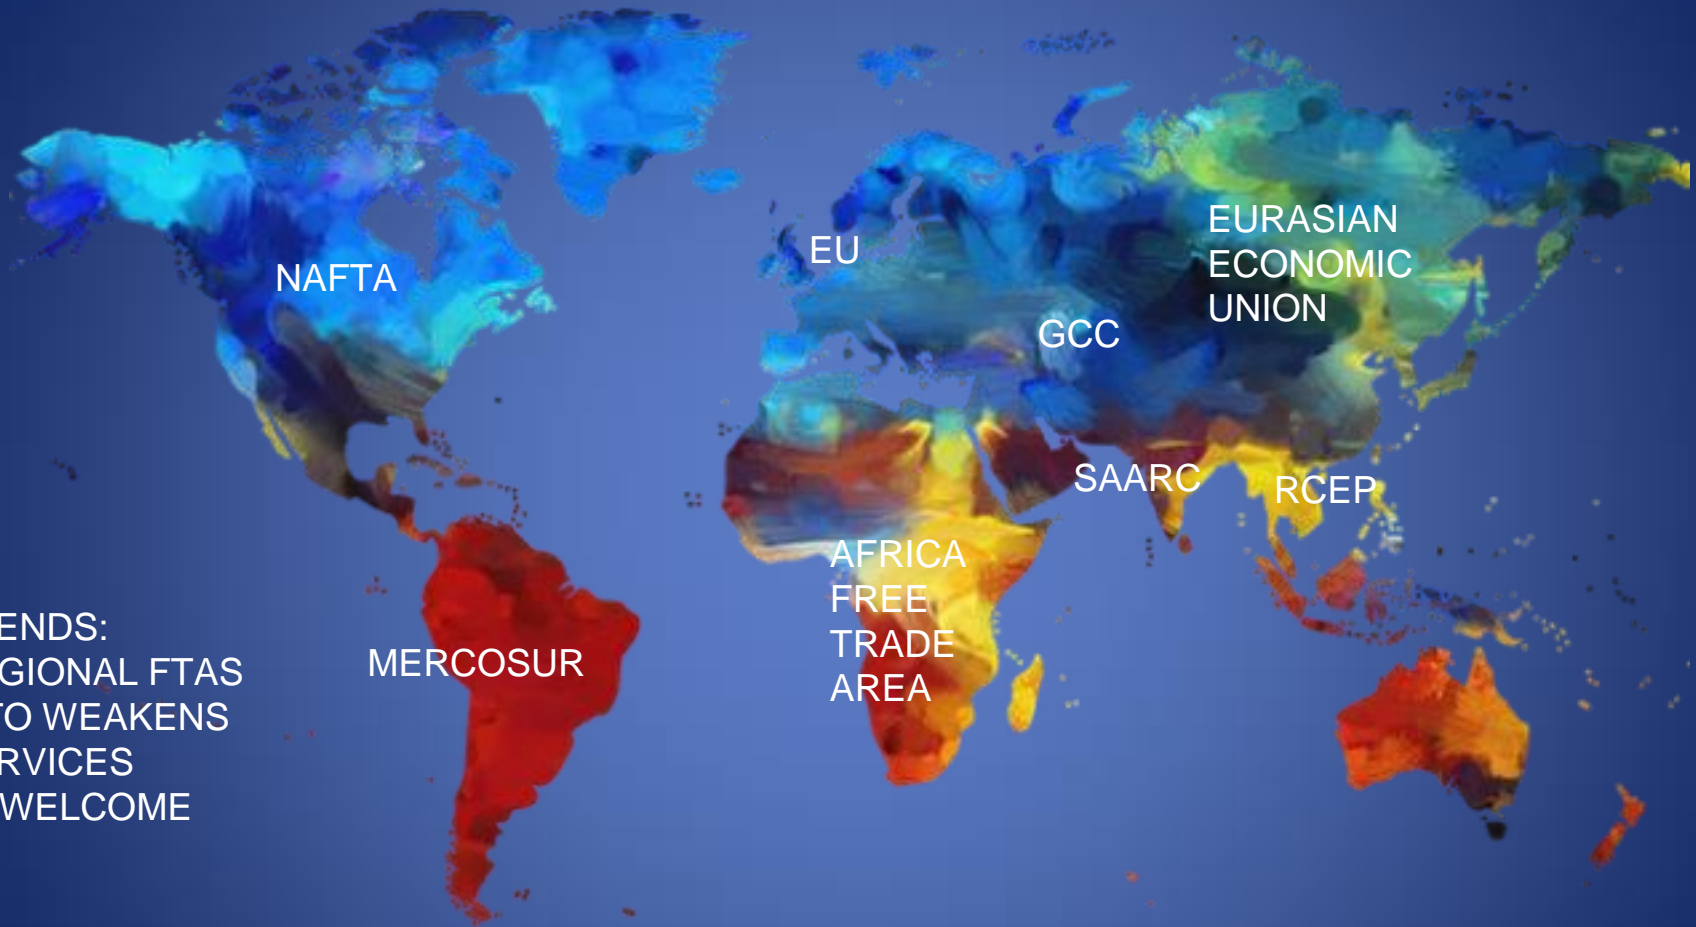 NAFTA
EU
EURASIAN
ECONOMIC
UNION
GCC
SAARC
RCEP
AFRICA
FREE
TRADE
AREA
MERCOSUR
ENDS:
GIONAL FTAS
TO WEAKENS
RVICES
WELCOME